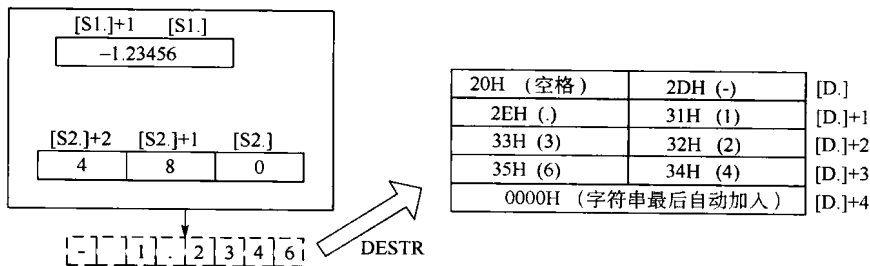 [S1.]+1 [S1.]
–1.23456
[S2.]+2 [S2.]+1 [S2.]
4 8 0
- 1 . 2 3 4 6
DESTR
20H (空格) 2DH (-) [D.]
2EH (.) 31H (1) [D.]+1
33H (3) 32H (2) [D.]+2
35H (6) 34H (4) [D.]+3
0000H (字符串最后自动加入) [D.]+4